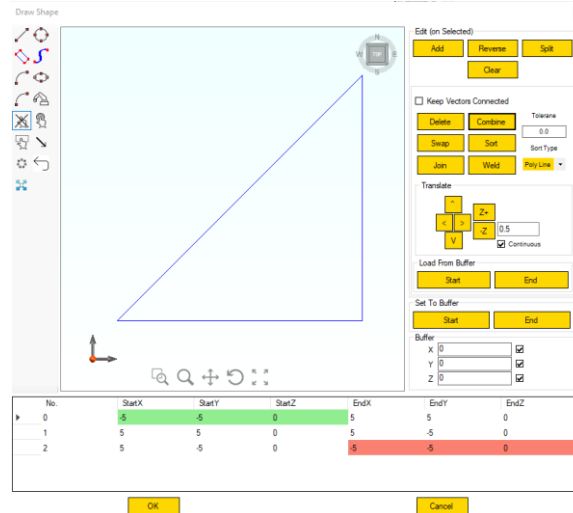 Draw Shape
Edit (on Selected)
Add Reverse Split
Clear
N
W TOP E
S
Keep Vectors Connected
Delete Combine Tolerane
0.0
Swap Sort Sort Type
Join Weld Poly Line
Translate
^
< > Z+
V -Z 0.5
Continuous
Load From Buffer
Start End
Set To Buffer
Start End
Buffer
X 0
Y 0
Z 0
No. StartX StartY StartZ EndX EndY EndZ
0 -5 -5 0 5 5 0
1 5 5 0 5 -5 0
2 5 -5 0 -5 -5 0
OK Cancel